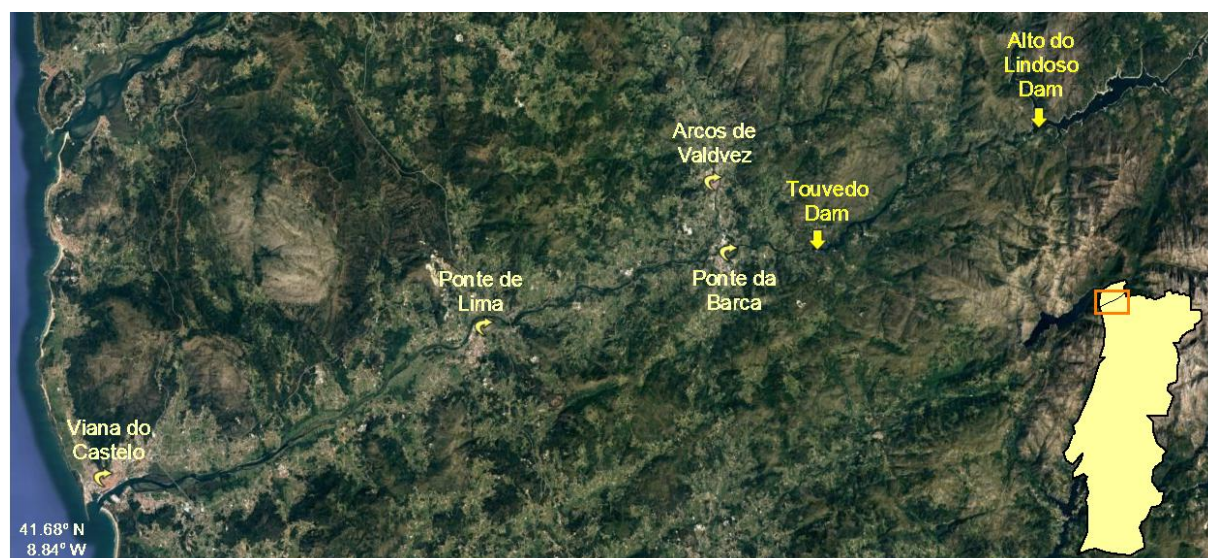 Alto do
Lindoso
Dam
Arcos de
Valdvez
Touvedo
Dam
Ponte de
Lima
Ponte da
Barca
Viana do
Castelo
41.68º N
8.84º W